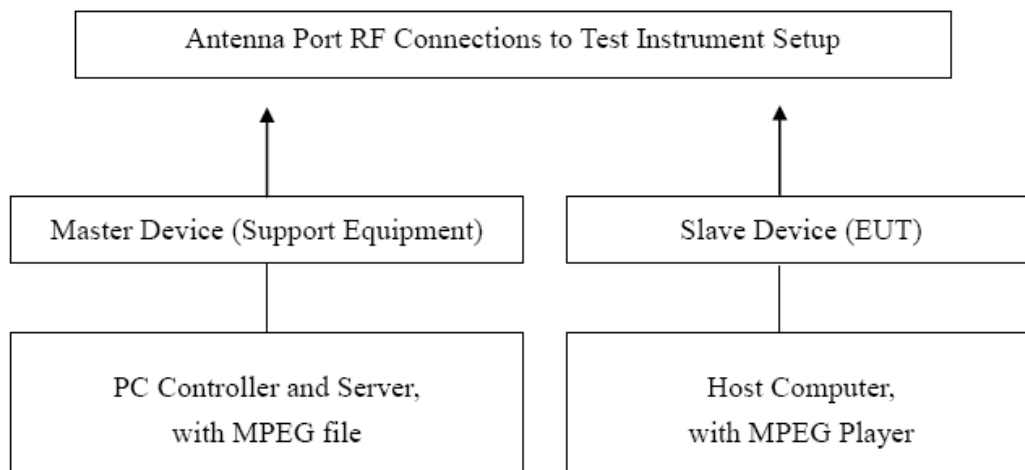 Antenna Port RF Connections to Test Instrument Setup
Master Device (Support Equipment)
Slave Device (EUT)
PC Controller and Server,
with MPEG file
Host Computer,
with MPEG Player